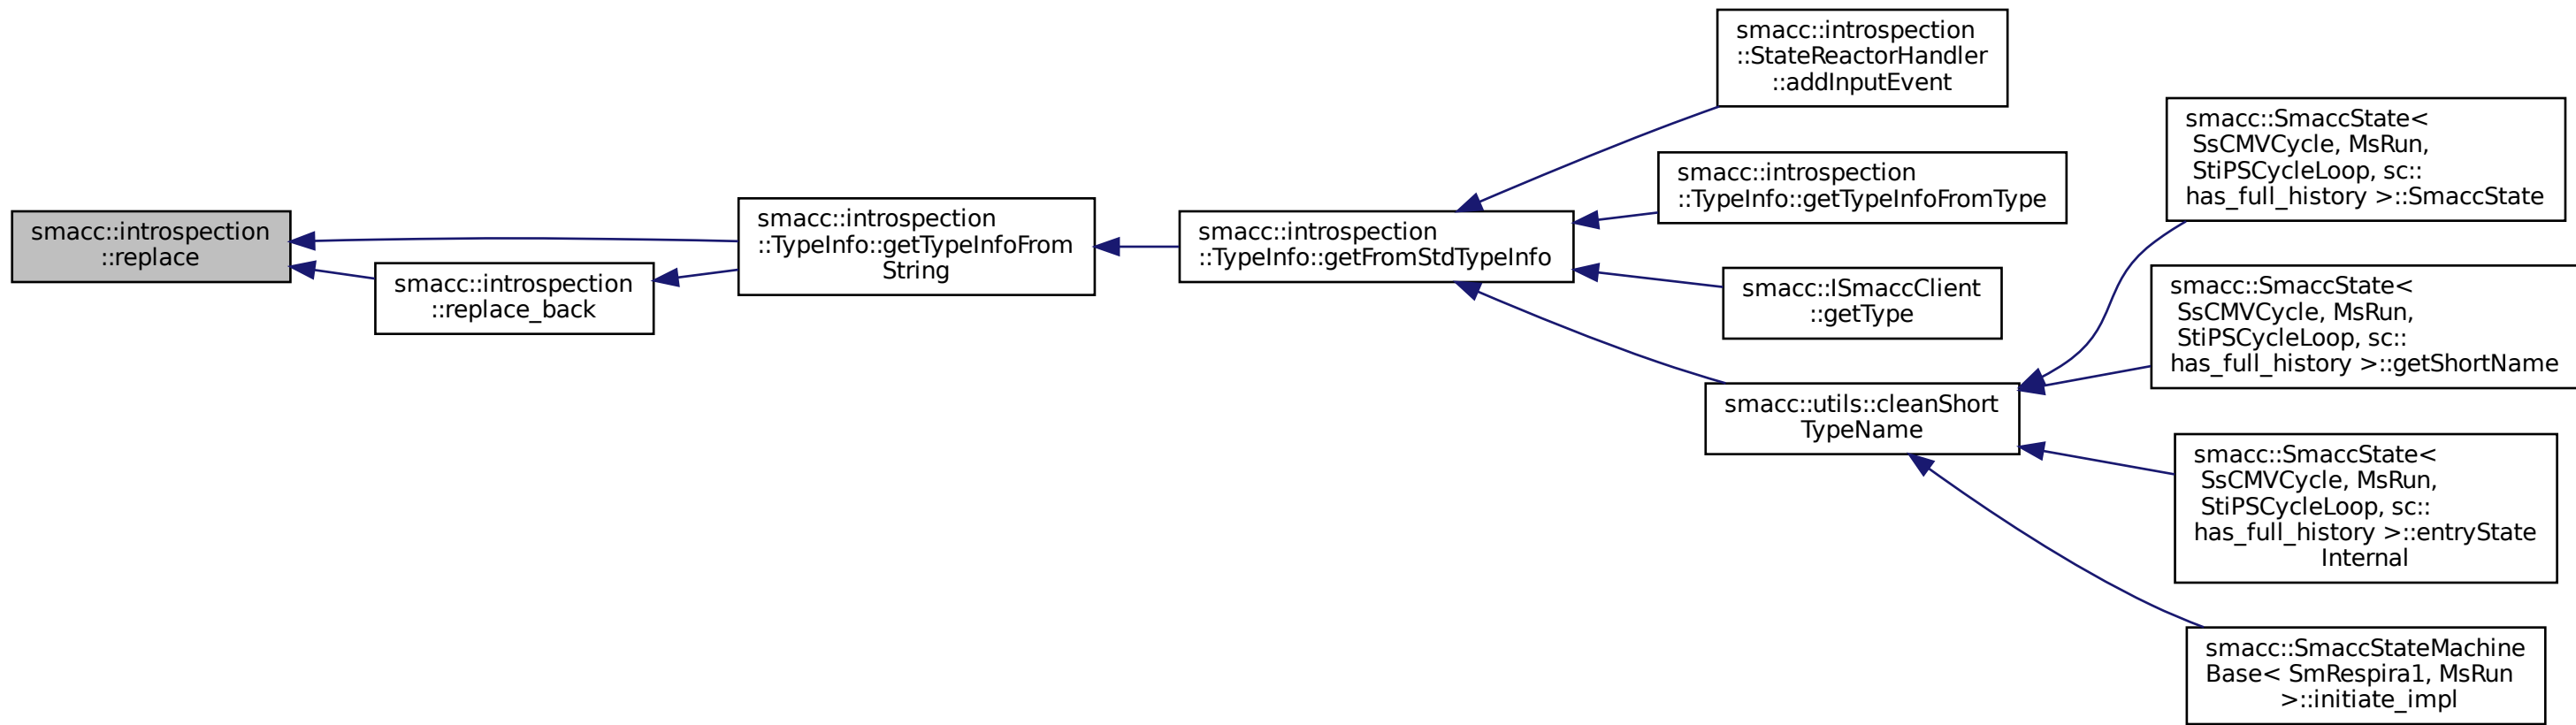 smacc::introspection
::replace
smacc::introspection
::replace_back
smacc::introspection
::TypeInfo::getTypeInfoFrom
String
smacc::introspection
::TypeInfo::getFromStdTypeInfo
smacc::introspection
::StateReactorHandler
::addInputEvent
smacc::introspection
::TypeInfo::getTypeInfoFromType
smacc::ISmaccClient
::getType
smacc::utils::cleanShort
TypeName
smacc::SmaccState<
SsCMVCycle, MsRun,
StiPSCycleLoop, sc::
has_full_history >::SmaccState
smacc::SmaccState<
SsCMVCycle, MsRun,
StiPSCycleLoop, sc::
has_full_history >::getShortName
smacc::SmaccState<
SsCMVCycle, MsRun,
StiPSCycleLoop, sc::
has_full_history >::entryState
Internal
smacc::SmaccStateMachine
Base< SmRespira1, MsRun
>::initiate_impl